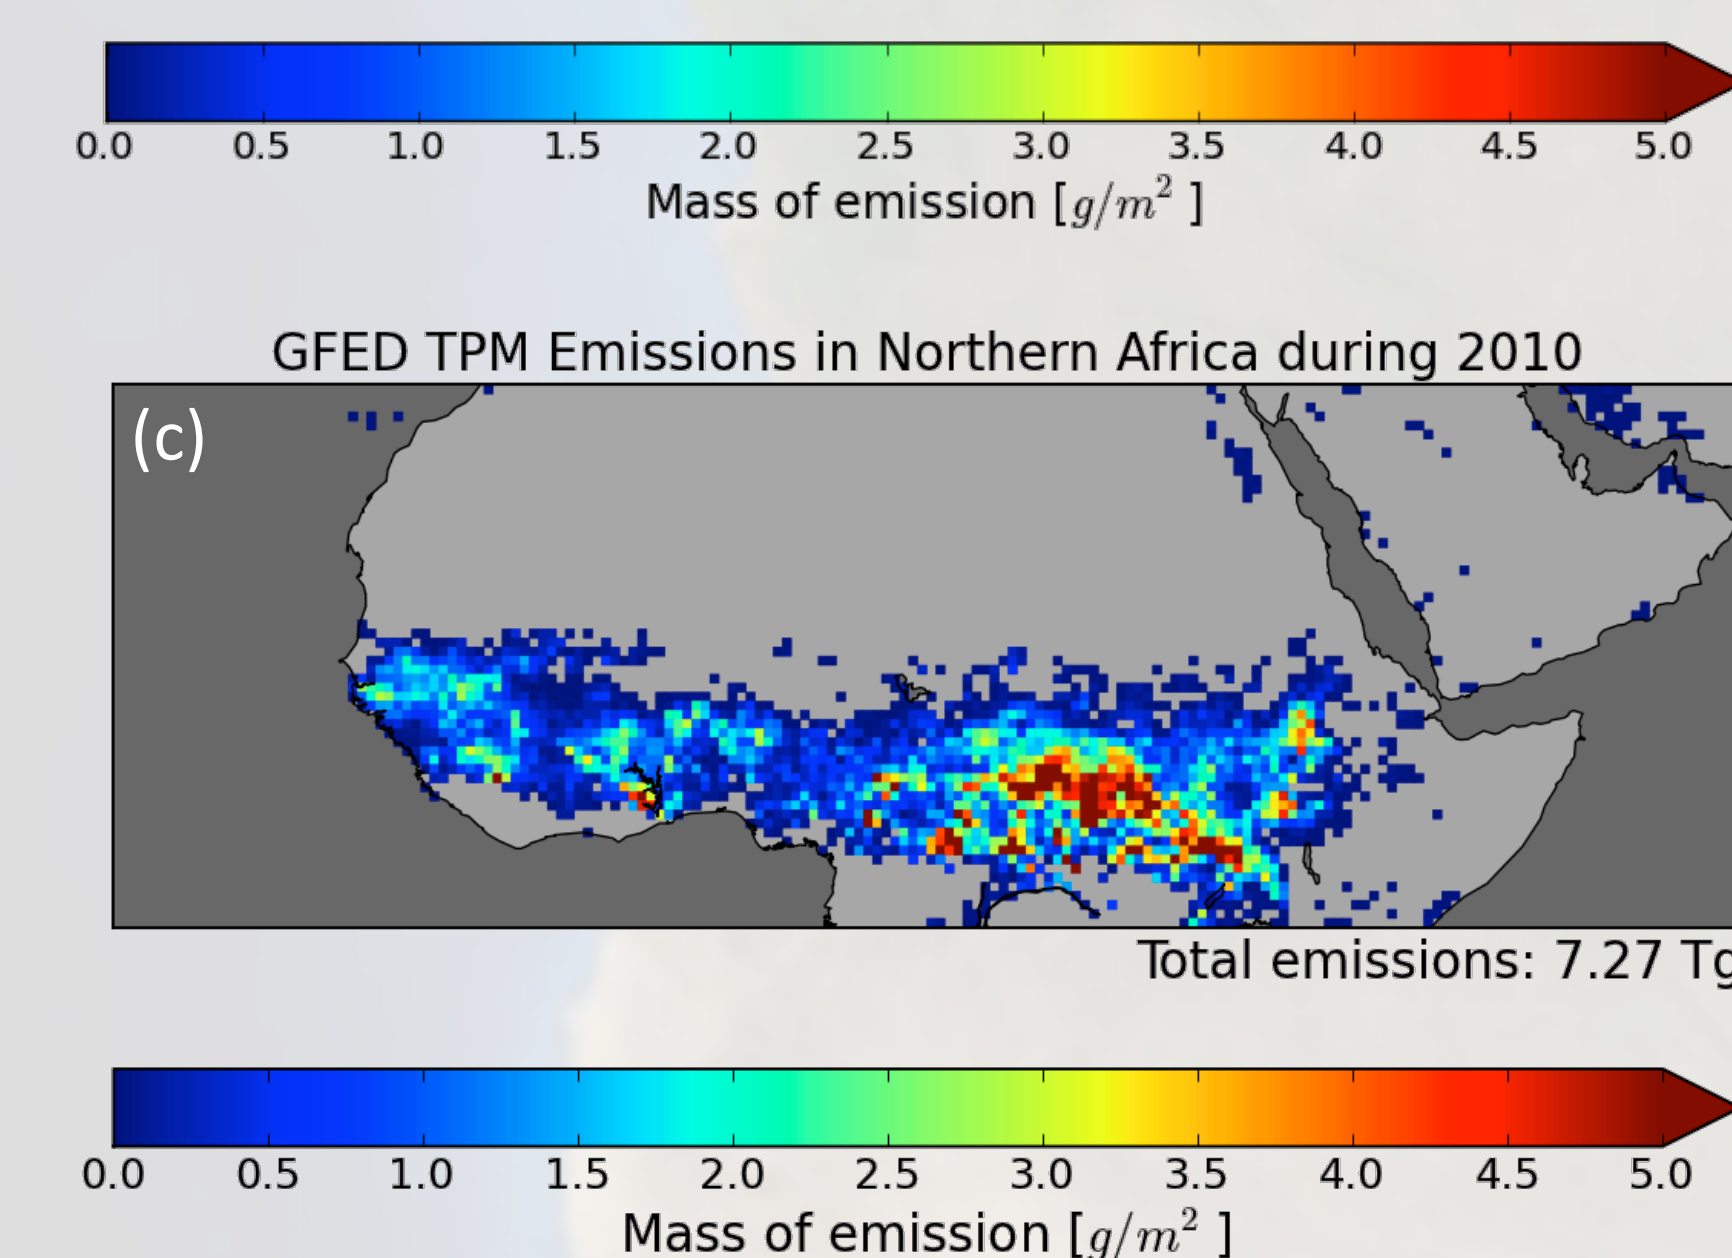 0.0 0.5 1.0 1.5 2.0 2.5 3.0 3.5 4.0 4.5 5.0
Mass of emission [g/m² ]
GFED TPM Emissions in Northern Africa during 2010
(c)
Total emissions: 7.27 Tg
0.0 0.5 1.0 1.5 2.0 2.5 3.0 3.5 4.0 4.5 5.0
Mass of emission [g/m² ]